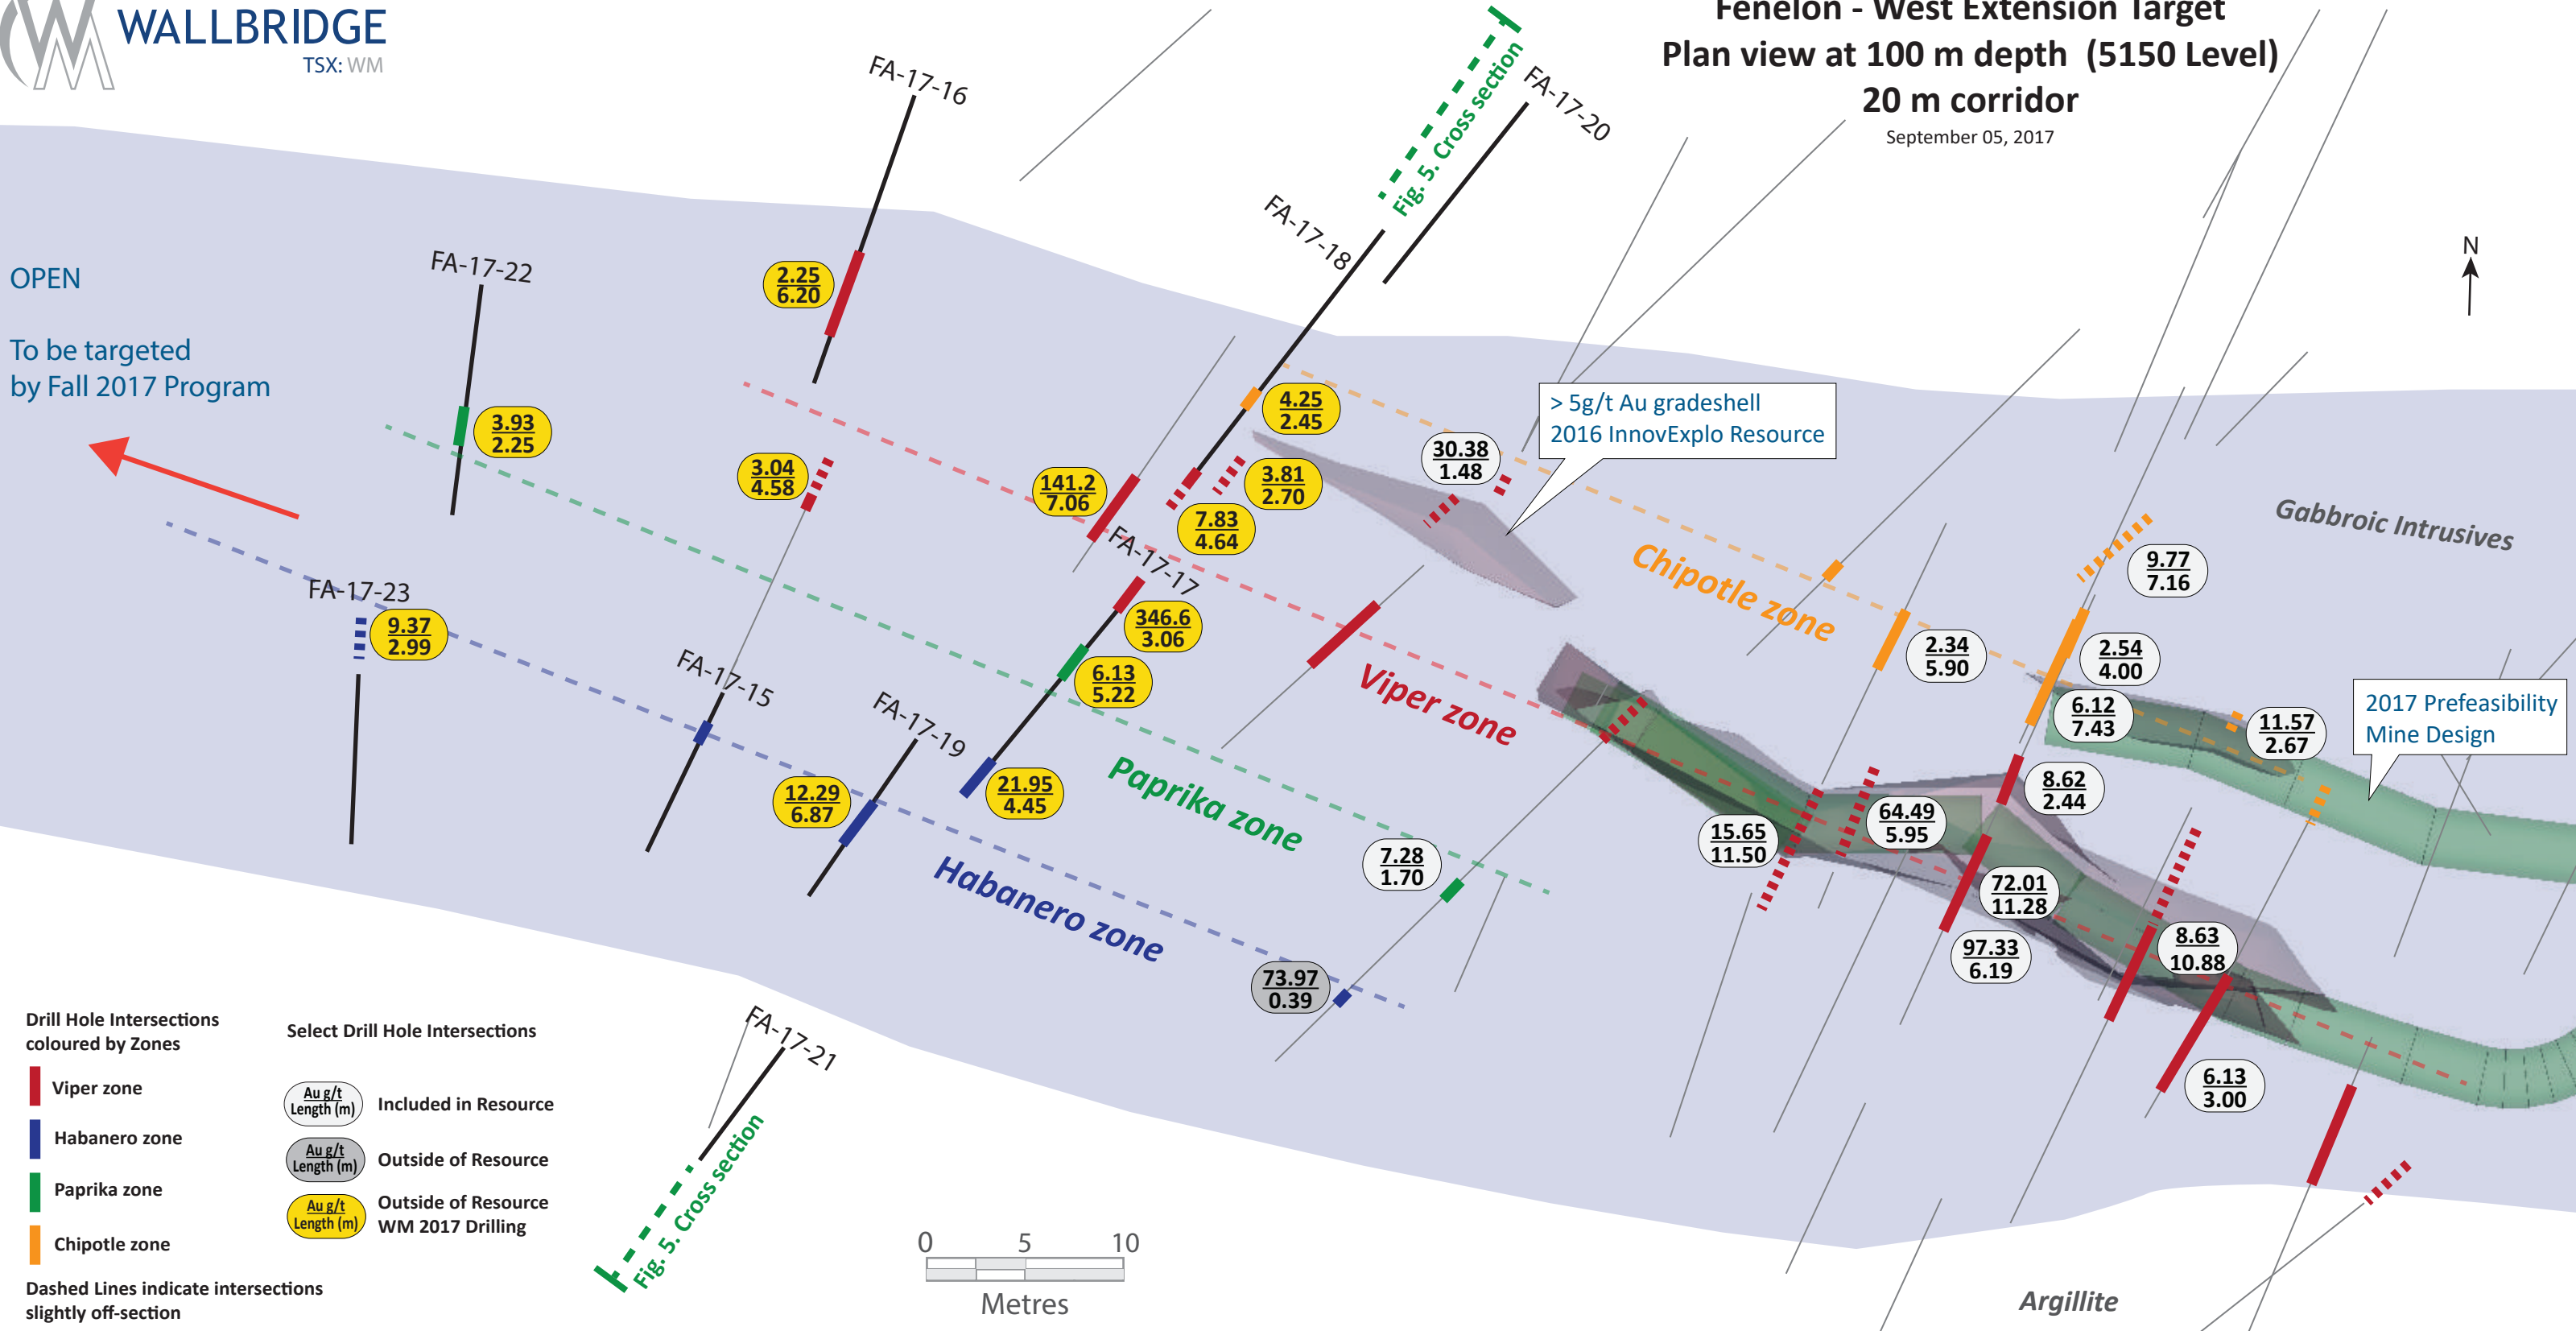 WM
WALLBRIDGE
TSX: WM
Fenelon - West Extension Target
Plan view at 100 m depth (5150 Level)
20 m corridor
September 05, 2017
N
FA-17-16
FA-17-20
Fig. 5. Cross section
FA-17-18
FA-17-22
OPEN
To be targeted
by Fall 2017 Program
2.25
6.20
3.93
2.25
3.04
4.58
141.2
7.06
4.25
2.45
3.81
2.70
7.83
4.64
30.38
1.48
> 5g/t Au gradeshell
2016 InnovExplo Resource
Gabbroic Intrusives
Chipotle zone
9.77
7.16
FA-17-17
FA-17-23
9.37
2.99
346.6
3.06
6.13
5.22
2.34
5.90
2.54
4.00
6.12
7.43
11.57
2.67
2017 Prefeasibility
Mine Design
FA-17-15
FA-17-19
Viper zone
Paprika zone
12.29
6.87
21.95
4.45
8.62
2.44
64.49
5.95
15.65
11.50
7.28
1.70
Habanero zone
72.01
11.28
97.33
6.19
8.63
10.88
73.97
0.39
6.13
3.00
FA-17-21
Fig. 5. Cross section
Drill Hole Intersections
coloured by Zones
Viper zone
Habanero zone
Paprika zone
Chipotle zone
Dashed Lines indicate intersections
slightly off-section
Select Drill Hole Intersections
Au g/t
Length (m)
Included in Resource
Au g/t
Length (m)
Outside of Resource
Au g/t
Length (m)
Outside of Resource
WM 2017 Drilling
0 5 10
Metres
Argillite